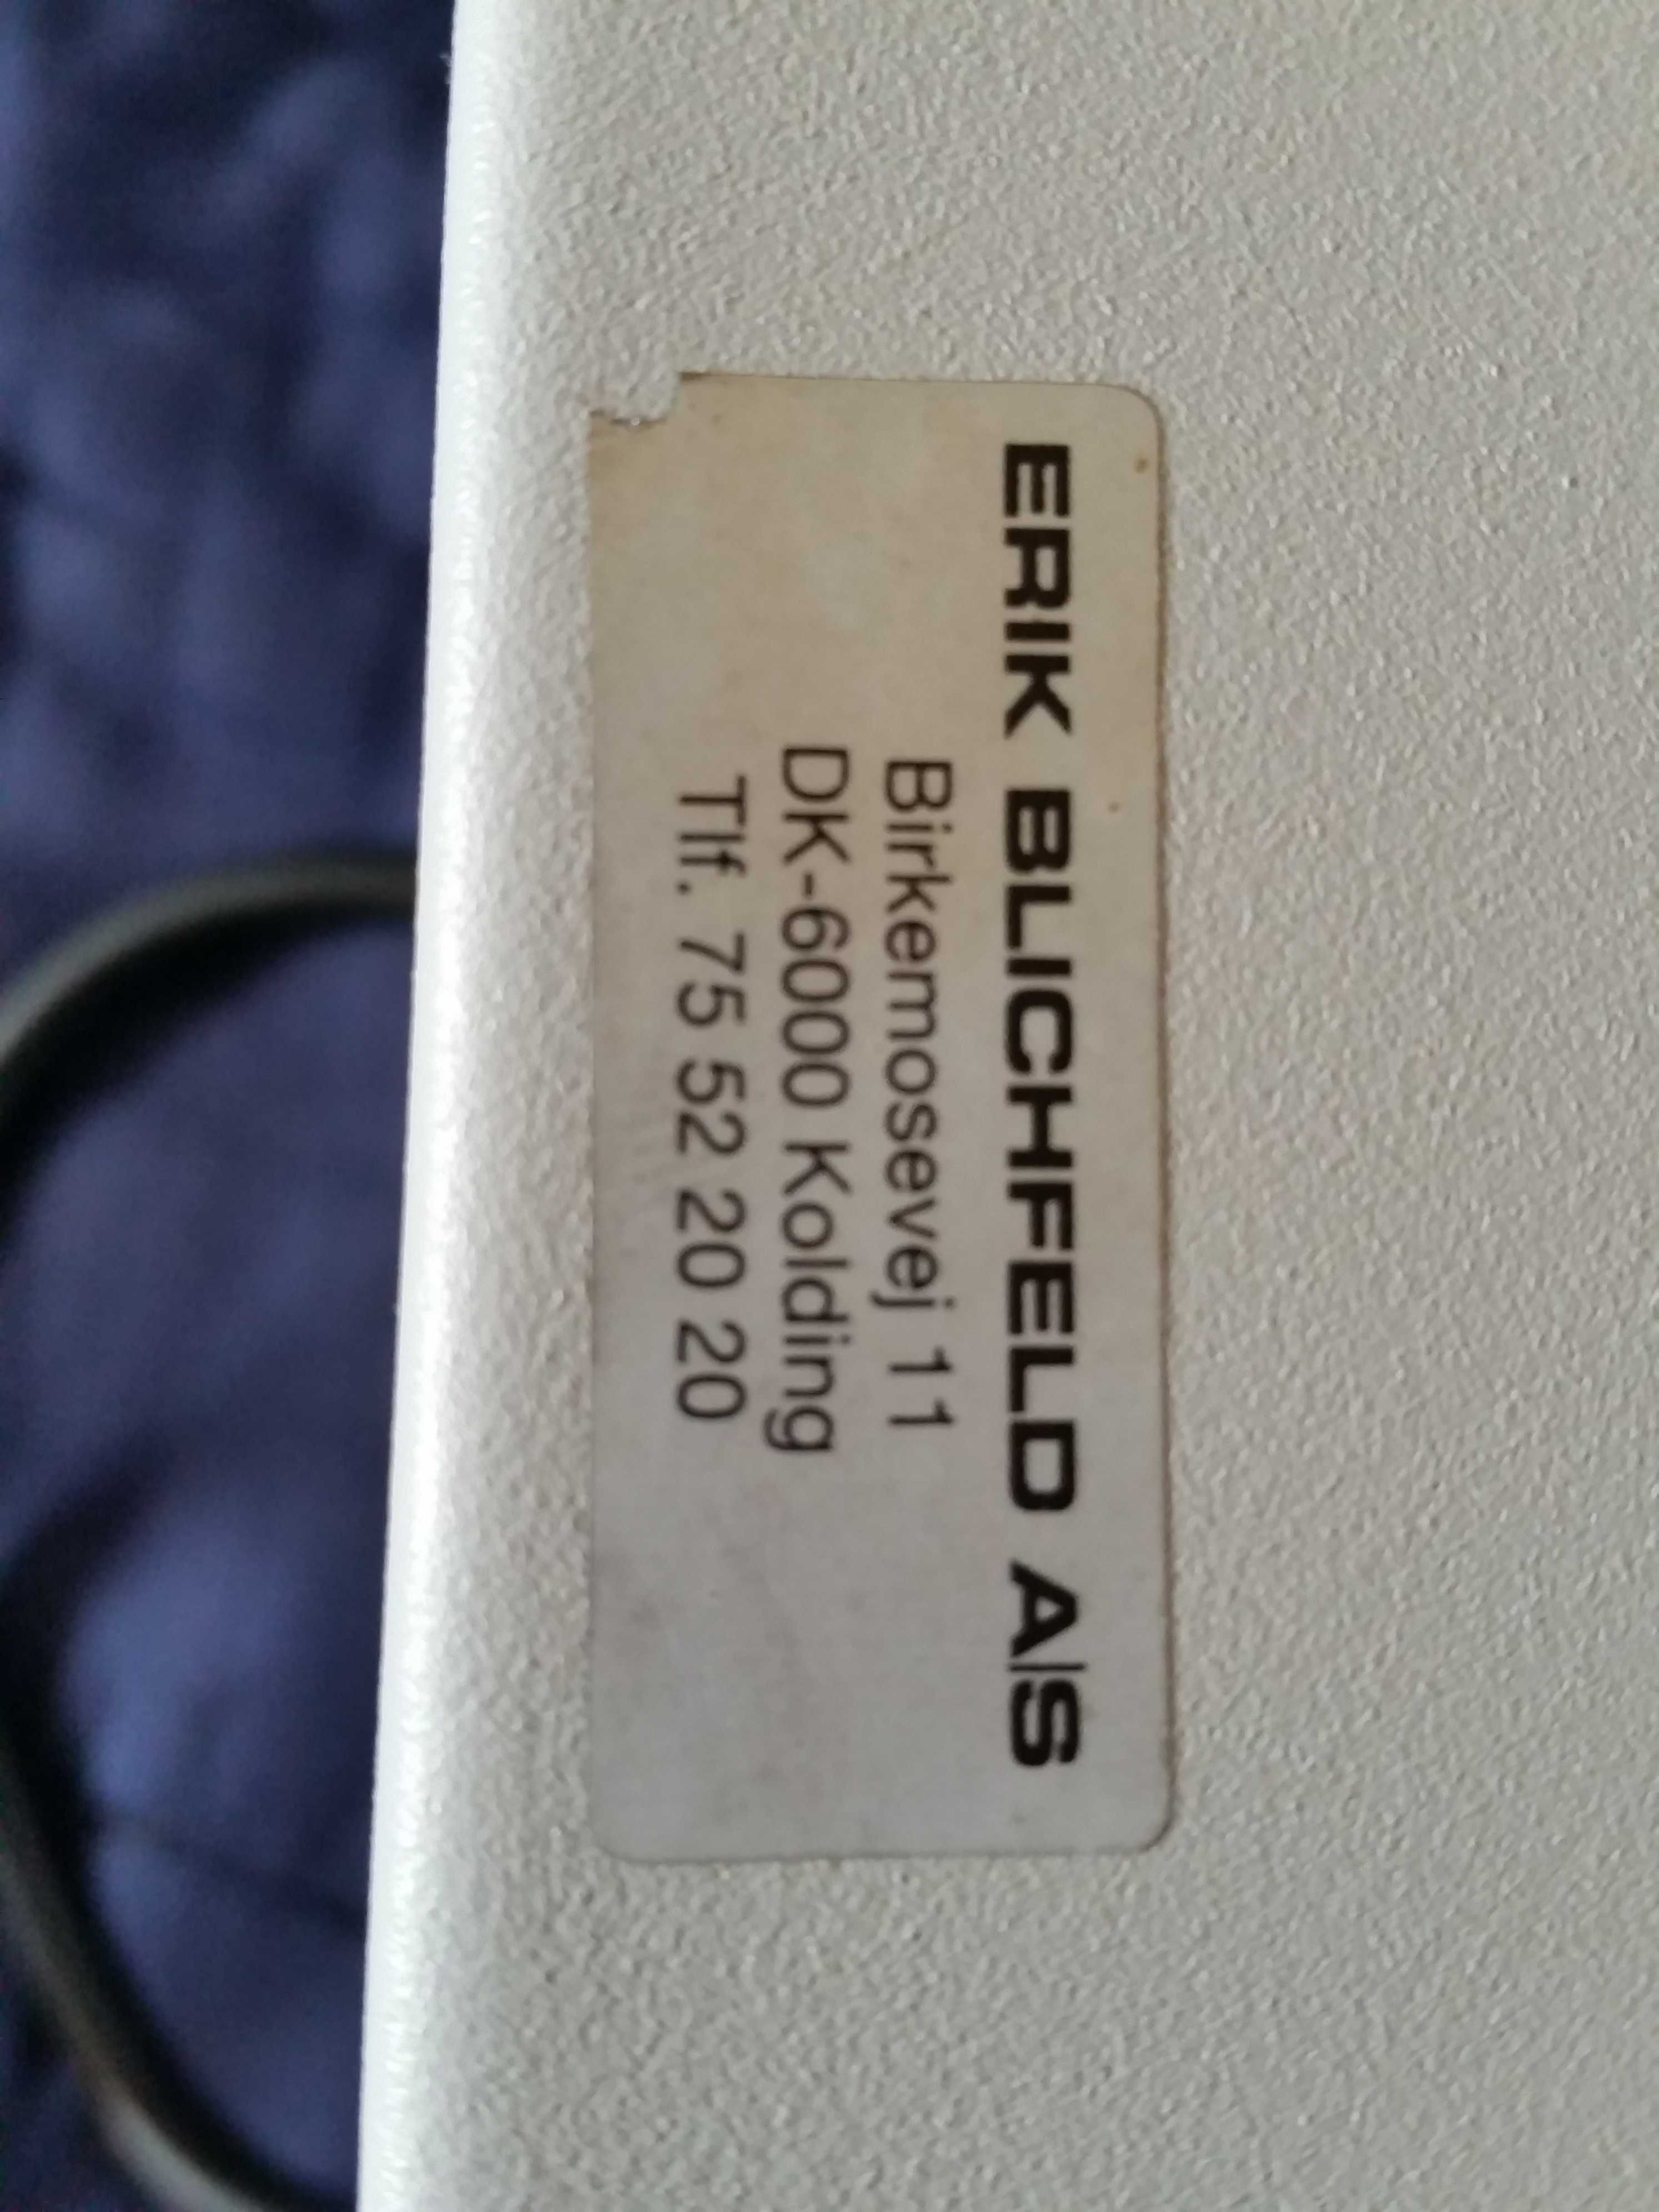 ERIK BLICHFELD A/S
Birkemosevej 11
DK-6000 Kolding
Tlf. 75 52 20 20